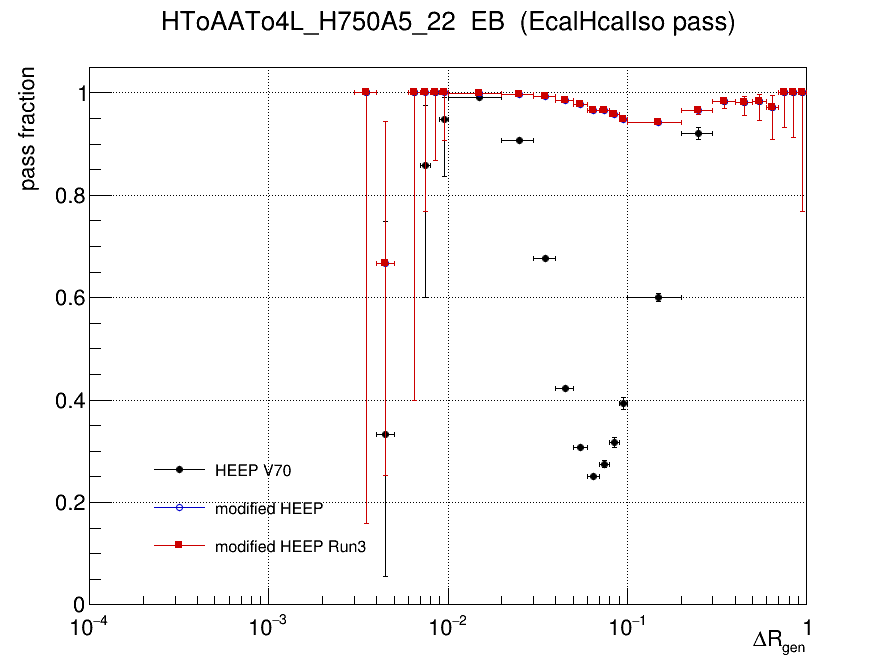 HToAATo4L_H750A5_22 EB (EcalHcalIso pass)
pass fraction
1
0.8
0.6
0.4
0.2
0
HEEP V70
modified HEEP
modified HEEP Run3
10⁻⁴ 10⁻³ 10⁻² 10⁻¹ 1
ΔR_gen